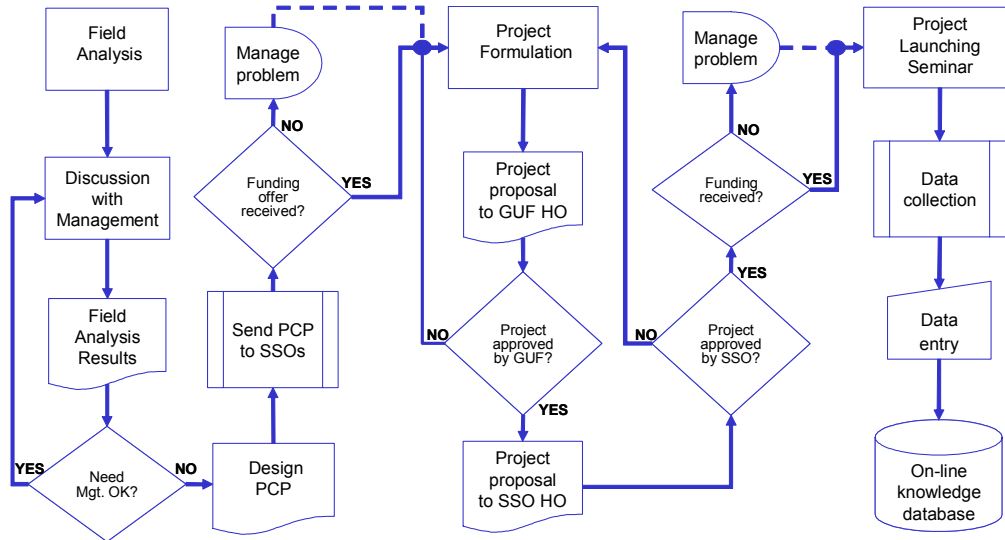 Field
Analysis
Discussion
with
Management
Field
Analysis
Results
YES
Need
Mgt. OK?
NO
Design
PCP
Send PCP
to SSOs
Funding
offer
received?
NO
YES
Manage
problem
Project
Formulation
Project
proposal
to GUF HO
NO
Project
approved
by GUF?
YES
Project
proposal
to SSO HO
NO
Project
approved
by SSO?
YES
Funding
received?
NO
YES
Manage
problem
Project
Launching
Seminar
Data
collection
Data
entry
On-line
knowledge
database